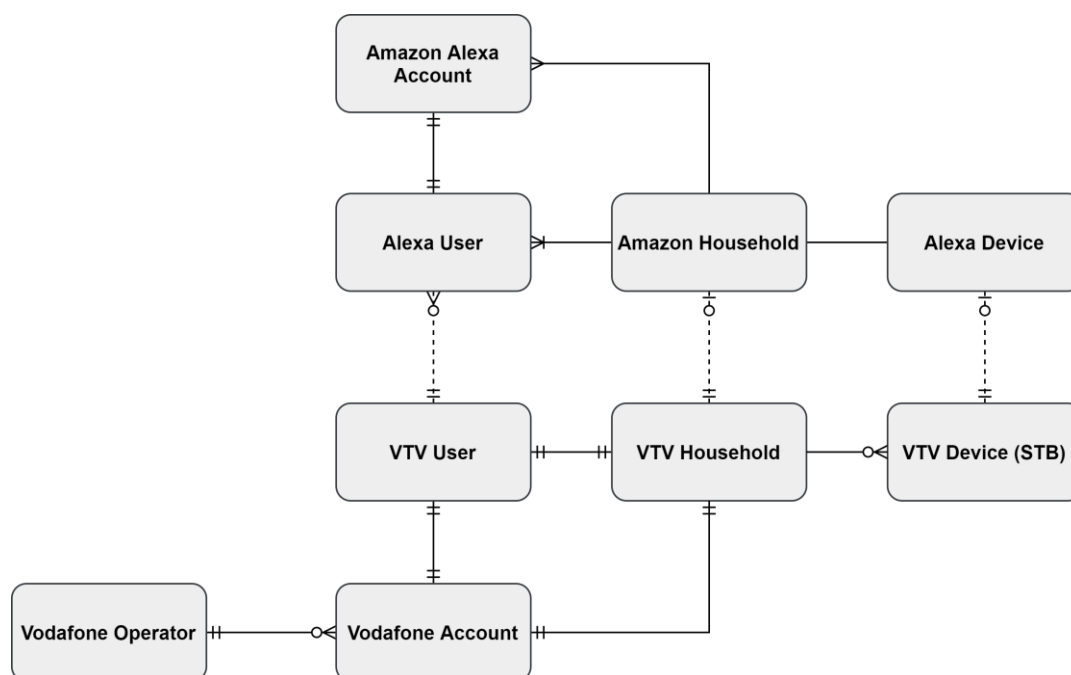 Amazon Alexa
Account
Alexa User
Amazon Household
Alexa Device
VTV User
VTV Household
VTV Device (STB)
Vodafone Operator
Vodafone Account